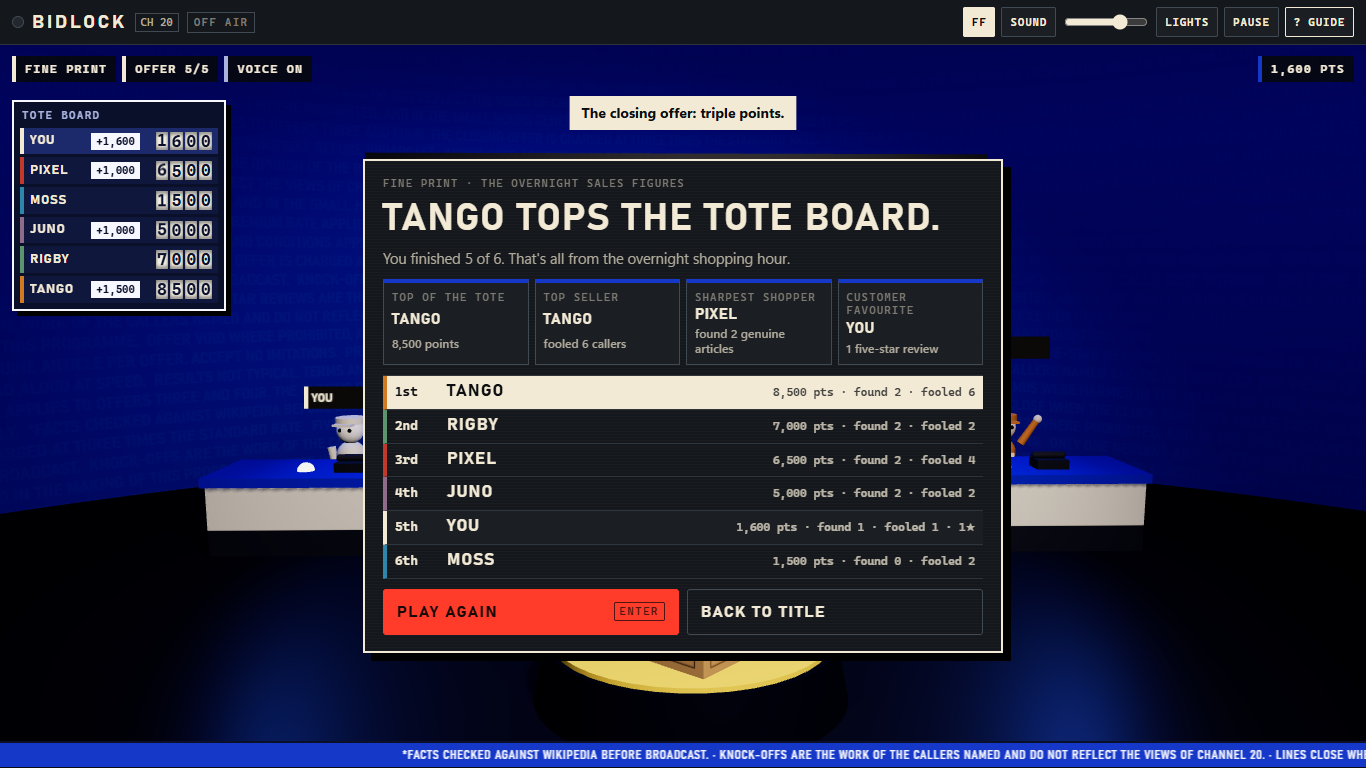 BIDLOCK CH 20 OFF AIR FF SOUND LIGHTS PAUSE ? GUIDE
FINE PRINT OFFER 5/5 VOICE ON 1,600 PTS
TOTE BOARD
YOU +1,600 1600
PIXEL +1,000 6500
MOSS 1500
JUNO +1,000 5000
RIGBY 7000
TANGO +1,500 8500
The closing offer: triple points.
FINE PRINT · THE OVERNIGHT SALES FIGURES
TANGO TOPS THE TOTE BOARD.
You finished 5 of 6. That's all from the overnight shopping hour.
TOP OF THE TOTE
TANGO
8,500 points
TOP SELLER
TANGO
fooled 6 callers
SHARPEST SHOPPER
PIXEL
found 2 genuine
articles
CUSTOMER
FAVOURITE
YOU
1 five-star review
1st TANGO 8,500 pts · found 2 · fooled 6
2nd RIGBY 7,000 pts · found 2 · fooled 2
3rd PIXEL 6,500 pts · found 2 · fooled 4
4th JUNO 5,000 pts · found 2 · fooled 2
5th YOU 1,600 pts · found 1 · fooled 1 · 1★
6th MOSS 1,500 pts · found 0 · fooled 2
PLAY AGAIN ENTER
BACK TO TITLE
YOU
*FACTS CHECKED AGAINST WIKIPEDIA BEFORE BROADCAST. · KNOCK-OFFS ARE THE WORK OF THE CALLERS NAMED AND DO NOT REFLECT THE VIEWS OF CHANNEL 20. · LINES CLOSE